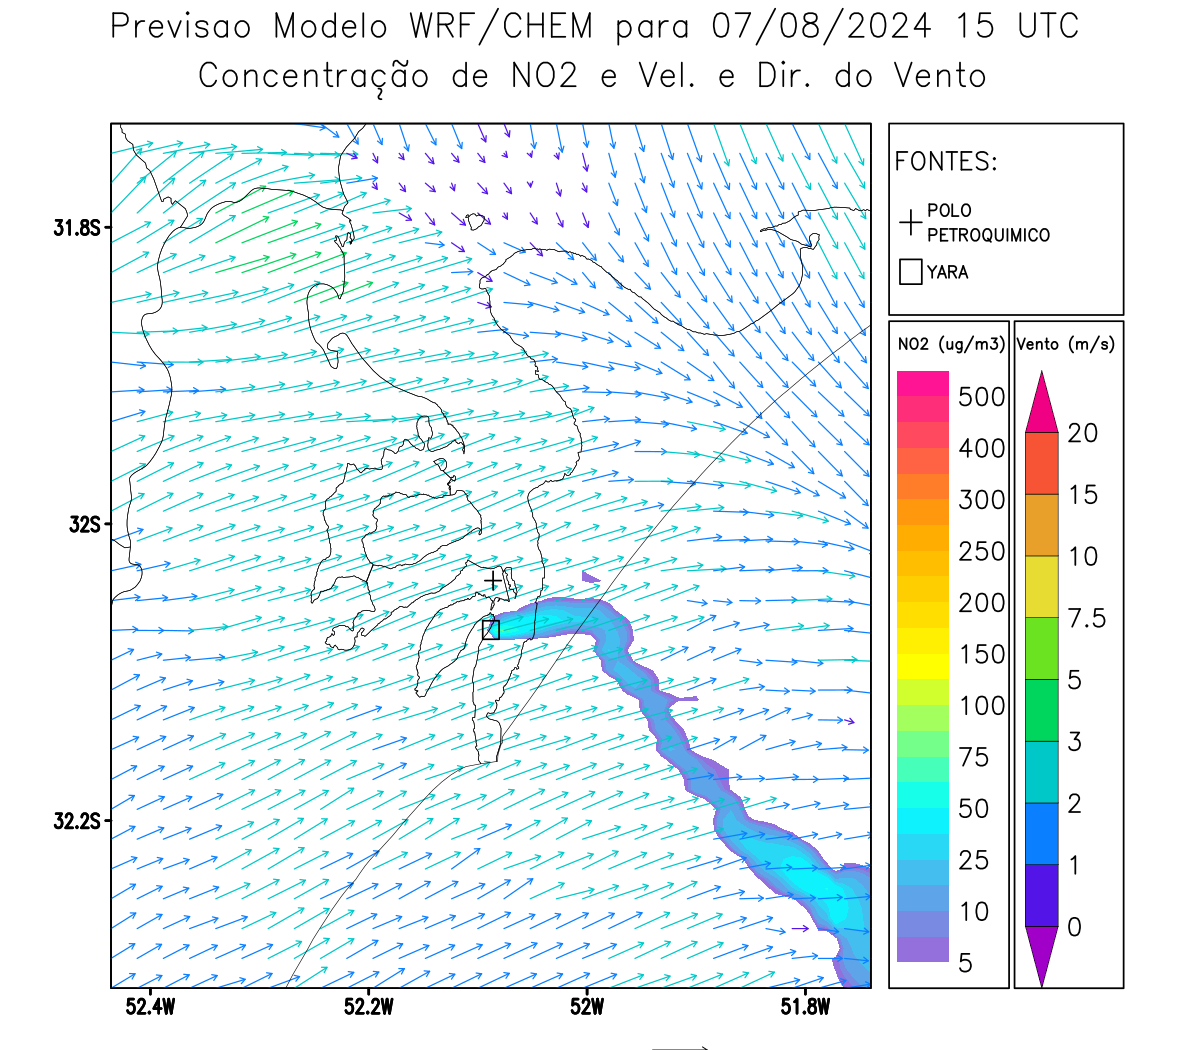 Previsao Modelo WRF/CHEM para 07/08/2024 15 UTC
Concentração de NO2 e Vel. e Dir. do Vento
FONTES:
POLO
PETROQUIMICO
YARA
NO2 (ug/m3)
500
400
300
250
200
150
100
75
50
25
10
5
Vento (m/s)
20
15
10
7.5
5
3
2
1
0
31.8S
32S
32.2S
52.4W
52.2W
52W
51.8W